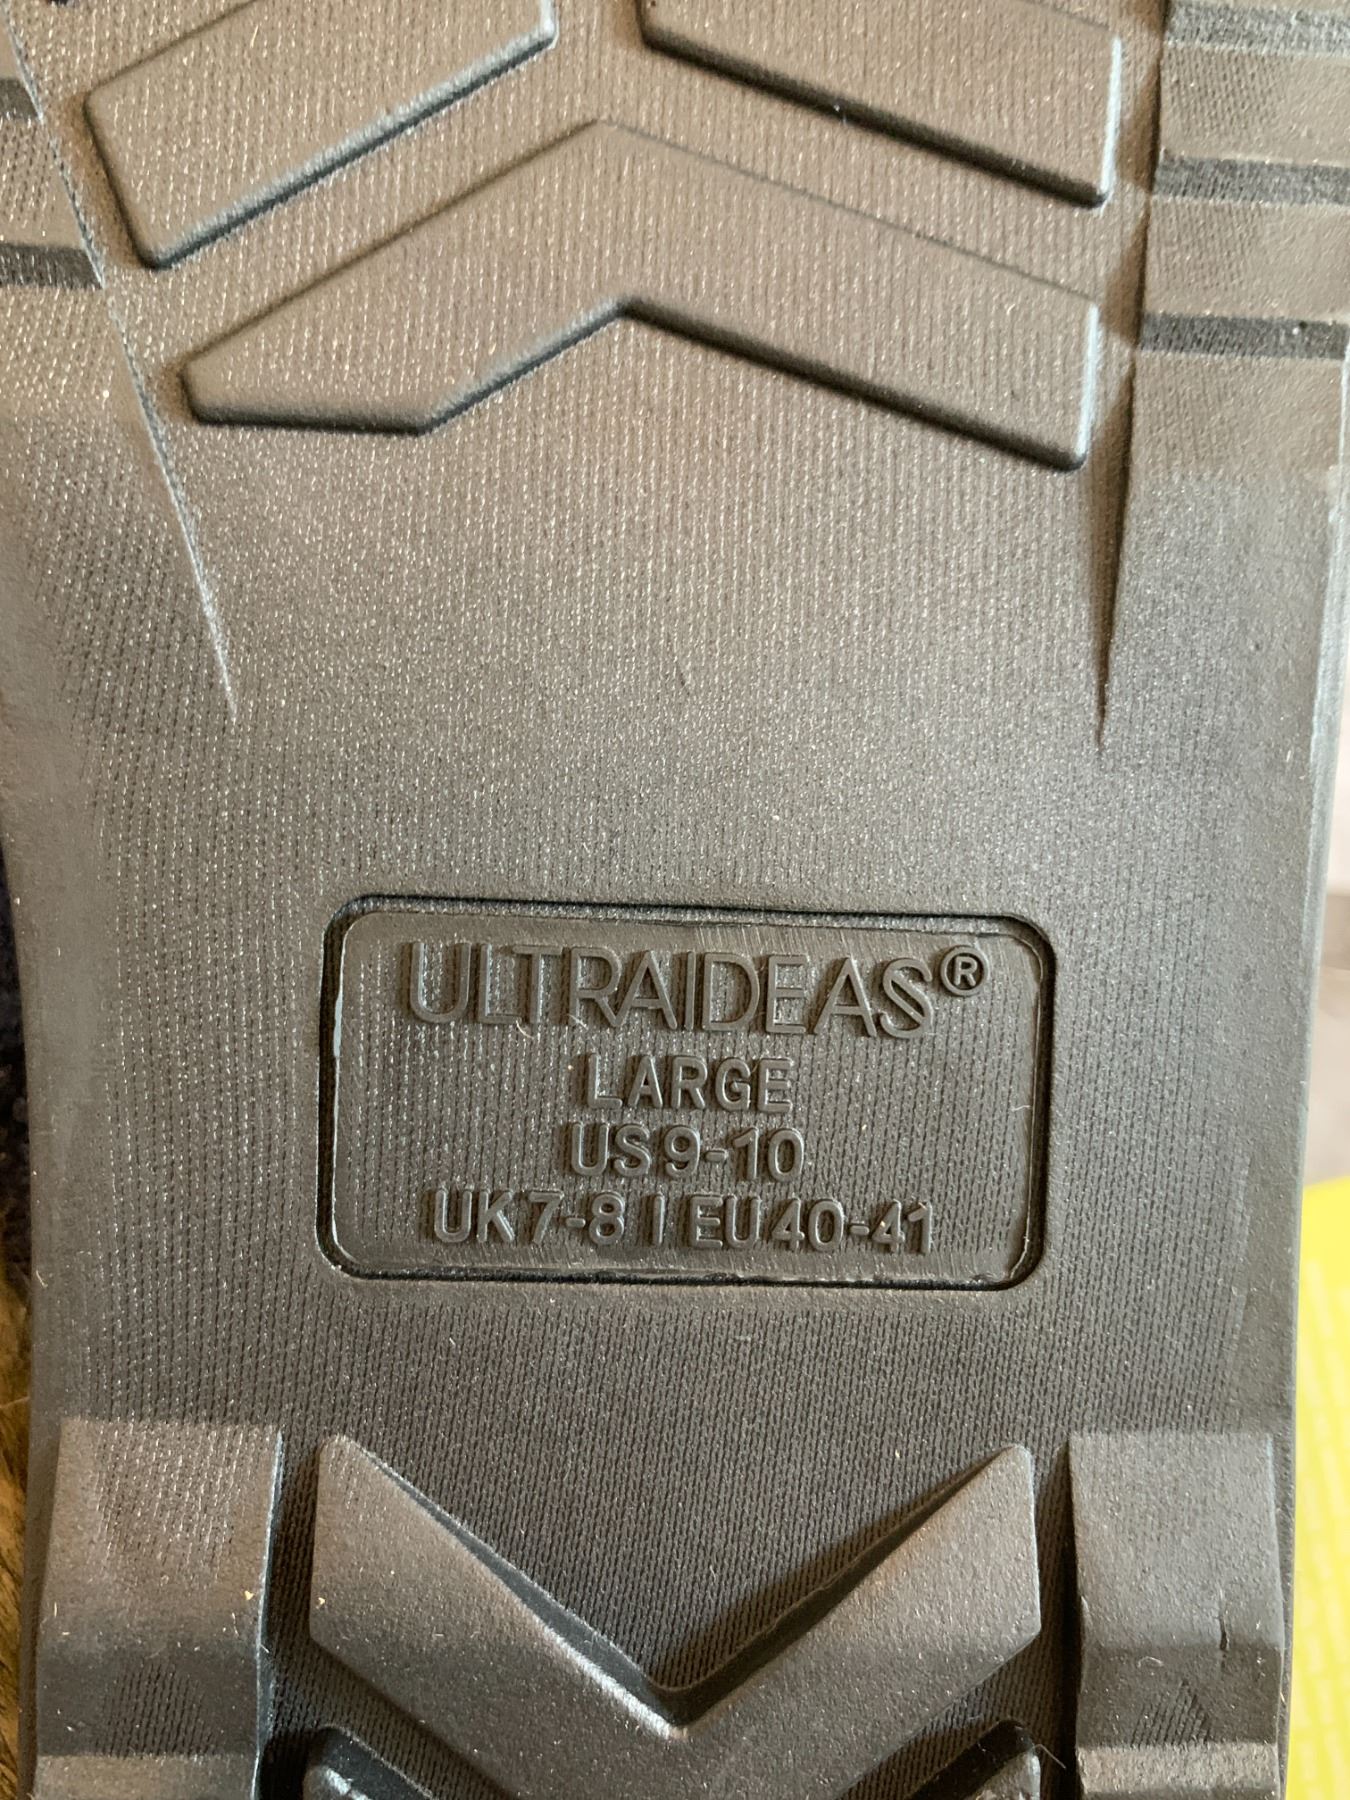 ULTRAIDEAS®
LARGE
US 9-10
UK 7-8 | EU 40-41